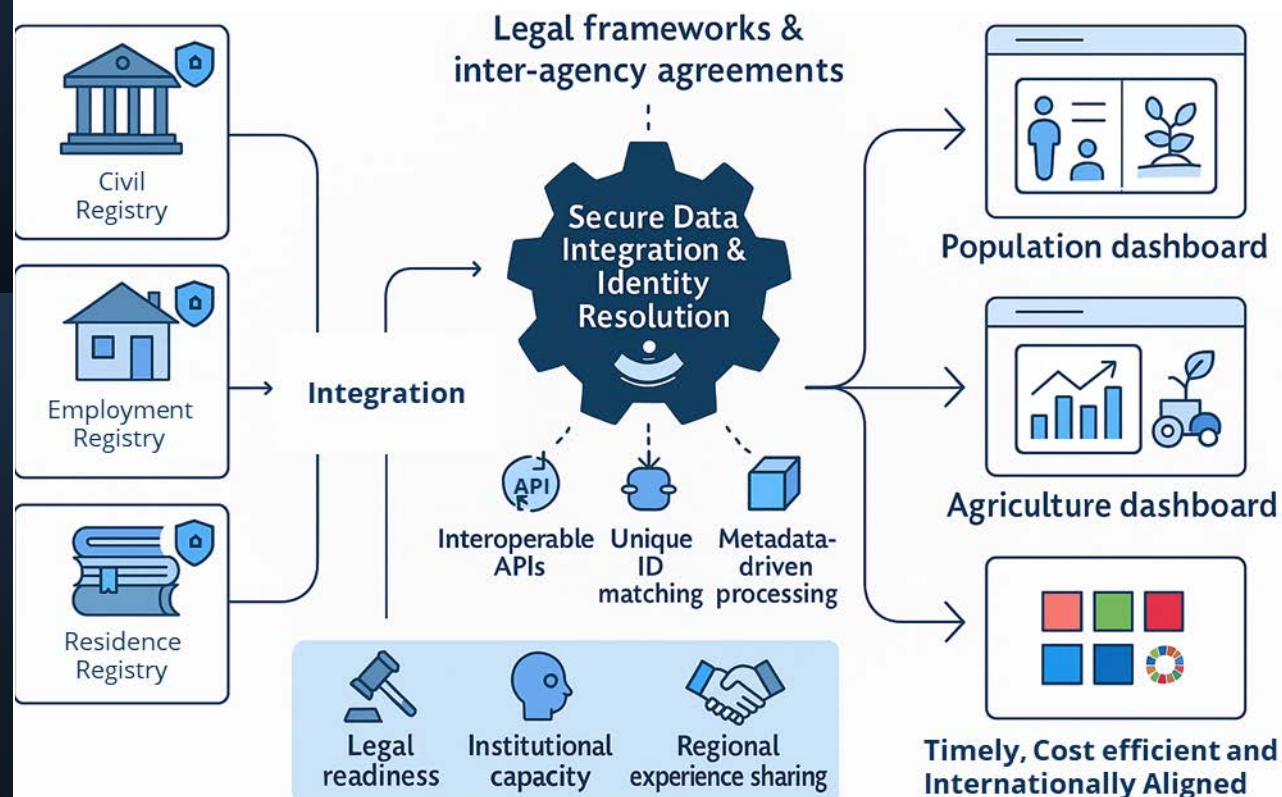 Legal frameworks &
inter-agency agreements
Civil
Registry
Employment
Registry
Residence
Registry
Integration
Secure Data
Integration &
Identity
Resolution
API
Interoperable
APIs
Unique
ID
matching
Metadata-
driven
processing
Legal
readiness
Institutional
capacity
Regional
experience sharing
Population dashboard
Agriculture dashboard
Timely, Cost efficient and
Internationally Aligned